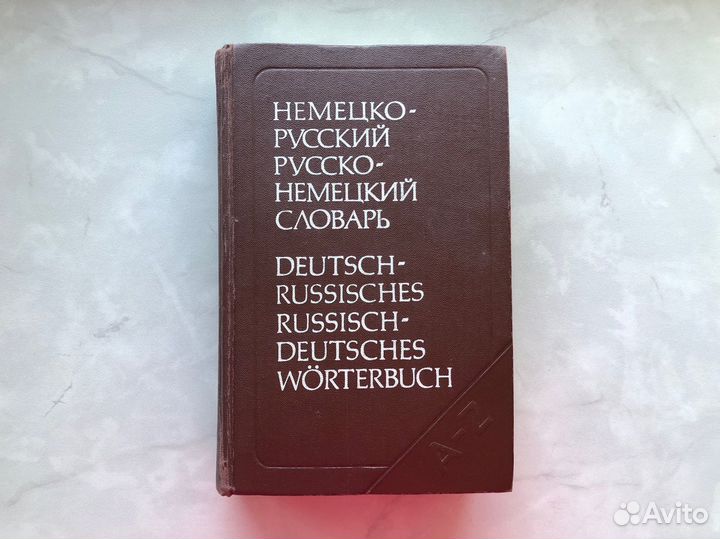 НЕМЕЦКО-
РУССКИЙ
РУССКО-
НЕМЕЦКИЙ
СЛОВАРЬ
DEUTSCH-
RUSSISCHES
RUSSISCH-
DEUTSCHES
WÖRTERBUCH
A-Z
Avito